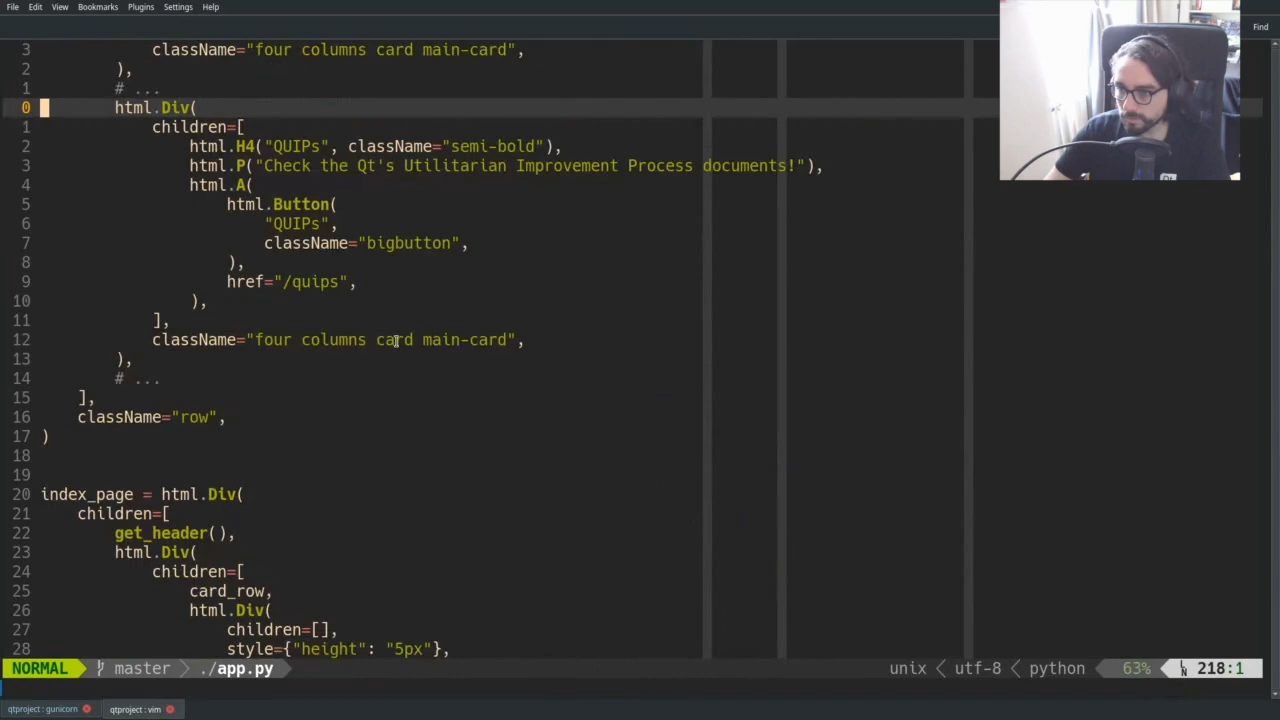 File Edit View Bookmarks Plugins Settings Help
Find
3 className="four columns card main-card",
2 ),
1 # ...
0 html.Div(
1 children=[
2 html.H4("QUIPs", className="semi-bold"),
3 html.P("Check the Qt's Utilitarian Improvement Process documents!"),
4 html.A(
5 html.Button(
6 "QUIPs",
7 className="bigbutton",
8 ),
9 href="/quips",
10 ),
11 ],
12 className="four columns card main-card",
13 ),
14 # ...
15 ],
16 className="row",
17 )
18
19
20 index_page = html.Div(
21 children=[
22 get_header(),
23 html.Div(
24 children=[
25 card_row,
26 html.Div(
27 children=[],
28 style={"height": "5px"},
NORMAL master ./app.py unix utf-8 python 63% 218:1
qtproject : gunicorn qtproject : vim